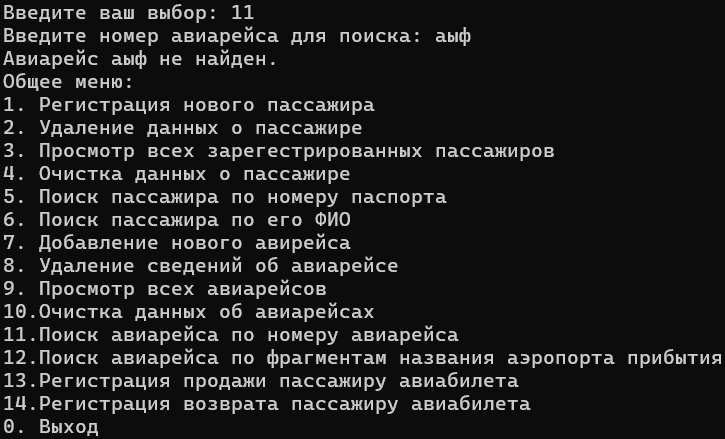 Введите ваш выбор: 11
Введите номер авиарейса для поиска: аыф
Авиарейс аыф не найден.
Общее меню:
1. Регистрация нового пассажира
2. Удаление данных о пассажире
3. Просмотр всех зарегестрированных пассажиров
4. Очистка данных о пассажире
5. Поиск пассажира по номеру паспорта
6. Поиск пассажира по его ФИО
7. Добавление нового авирейса
8. Удаление сведений об авиарейсе
9. Просмотр всех авиарейсов
10.Очистка данных об авиарейсах
11.Поиск авиарейса по номеру авиарейса
12.Поиск авиарейса по фрагментам названия аэропорта прибытия
13.Регистрация продажи пассажиру авиабилета
14.Регистрация возврата пассажиру авиабилета
0. Выход